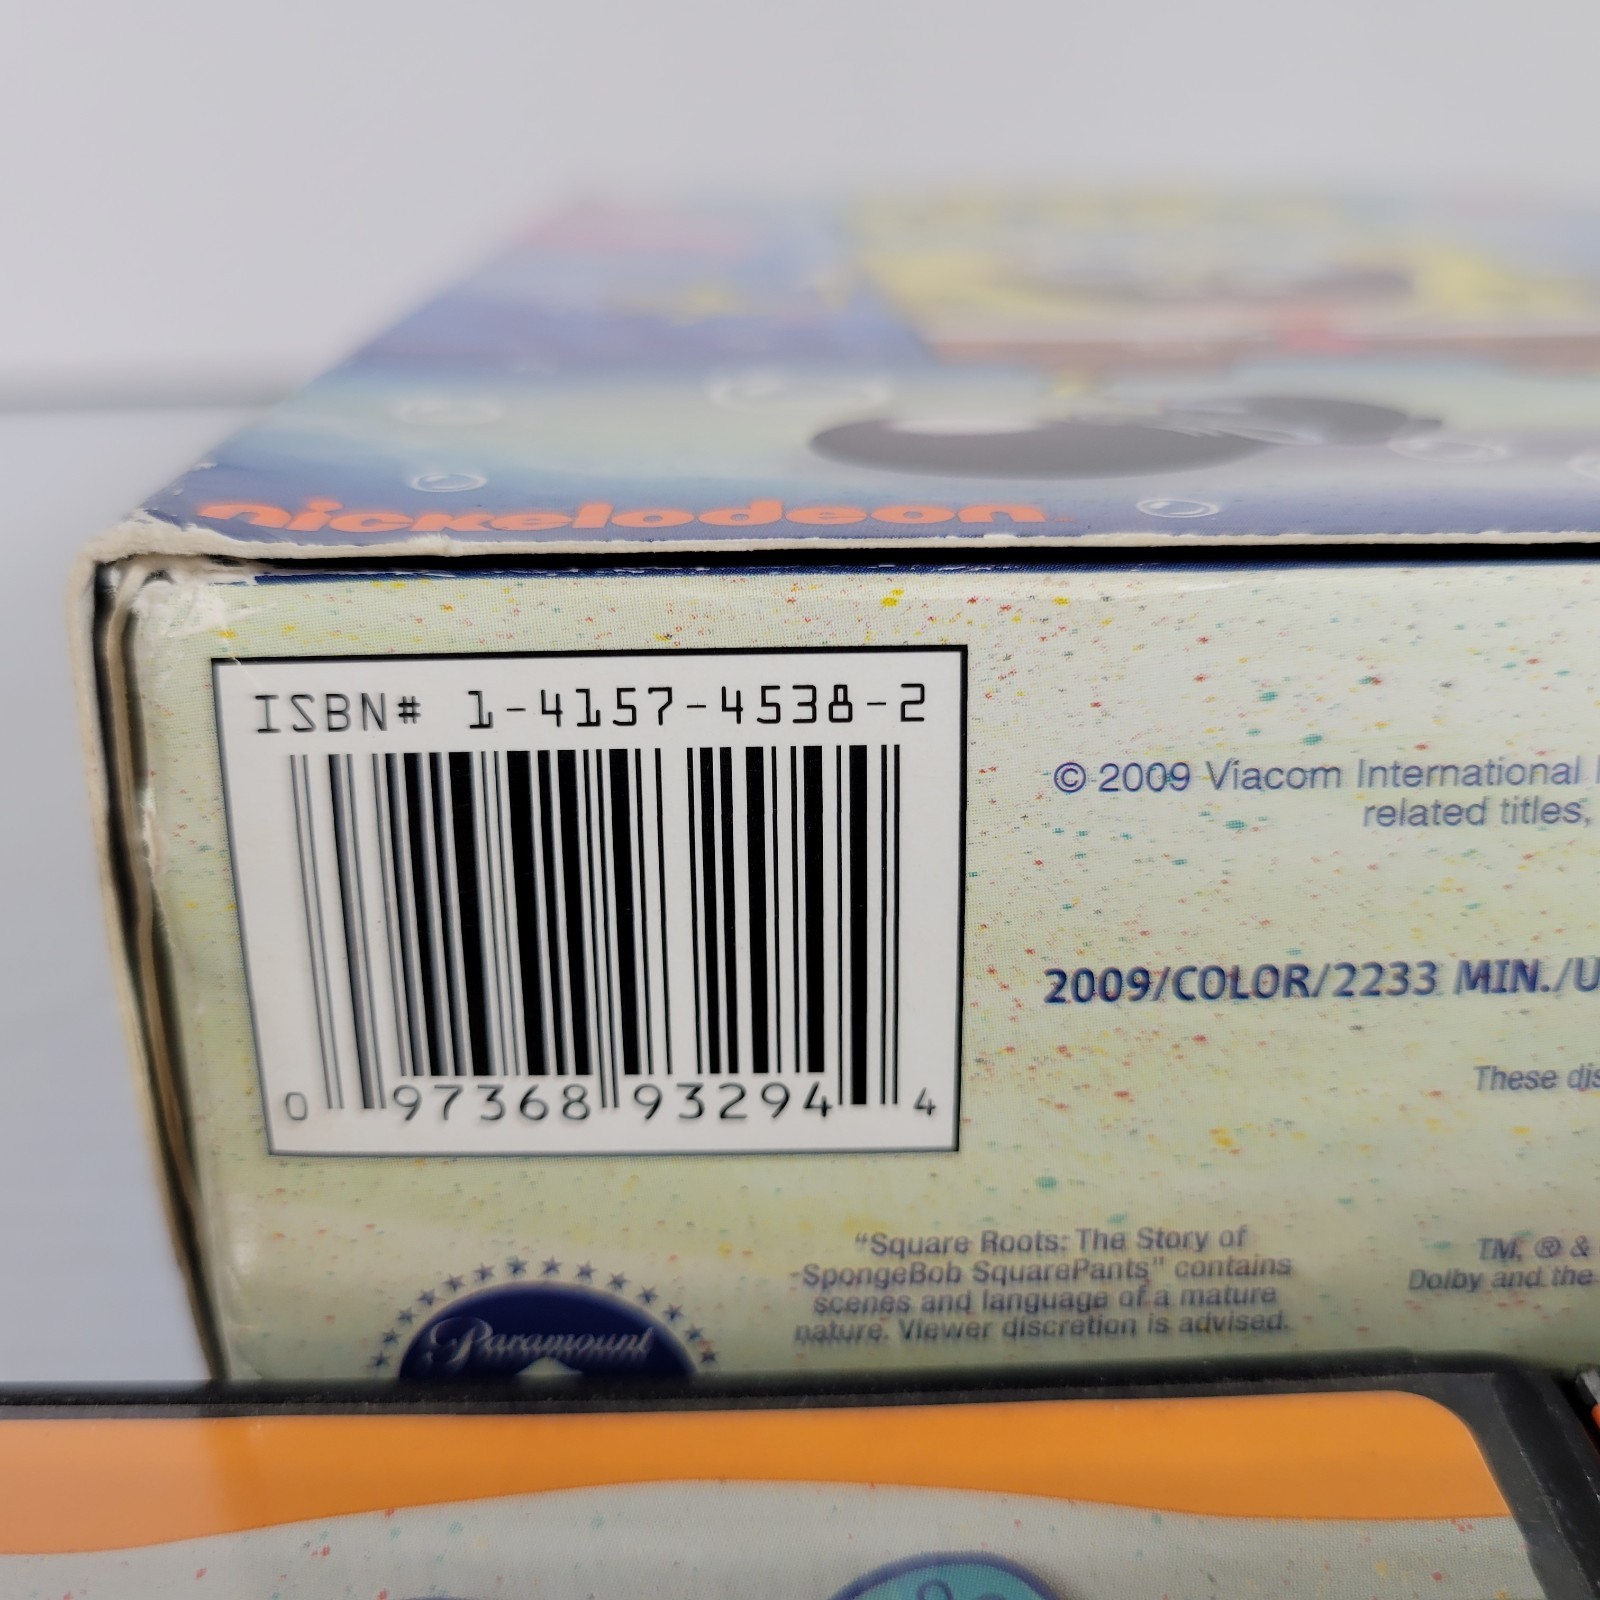 nickelodeon
ISBN# 1-4157-4538-2
0 97368 93294 4
© 2009 Viacom International
related titles,
2009/COLOR/2233 MIN./U
These dis
"Square Roots: The Story of
SpongeBob SquarePants" contains
scenes and language of a mature
nature. Viewer discretion is advised.
TM, ® &
Dolby and the
Paramount